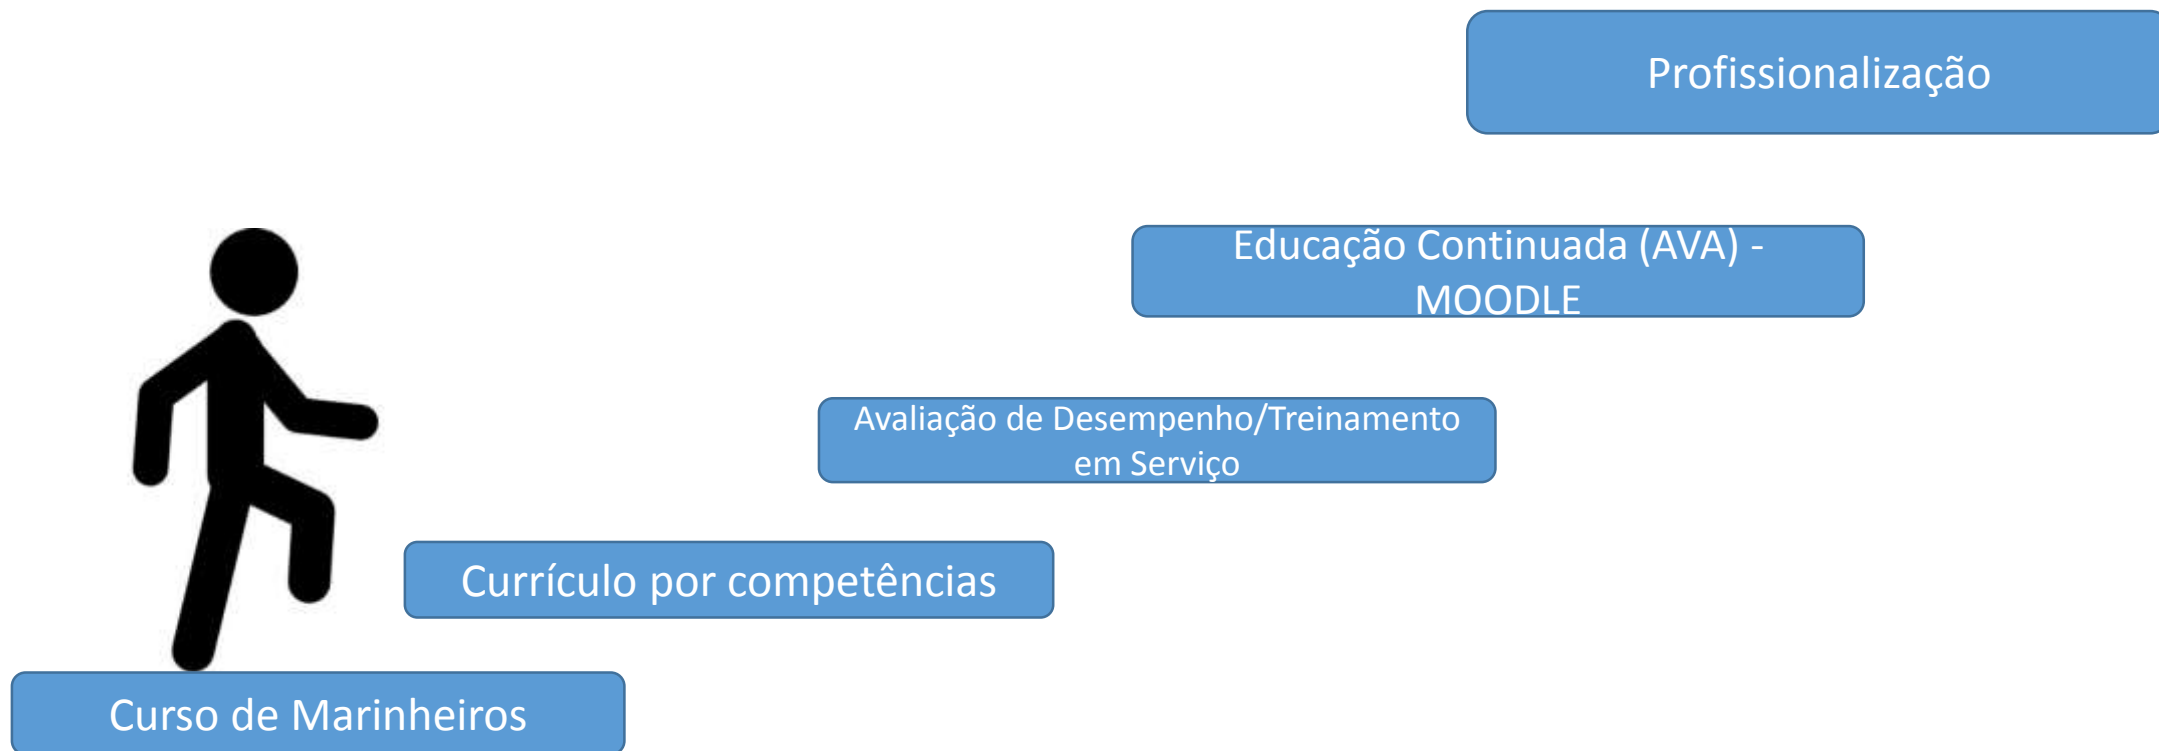 Profissionalização
Educação Continuada (AVA) -
MOODLE
Avaliação de Desempenho/Treinamento
em Serviço
Currículo por competências
Curso de Marinheiros